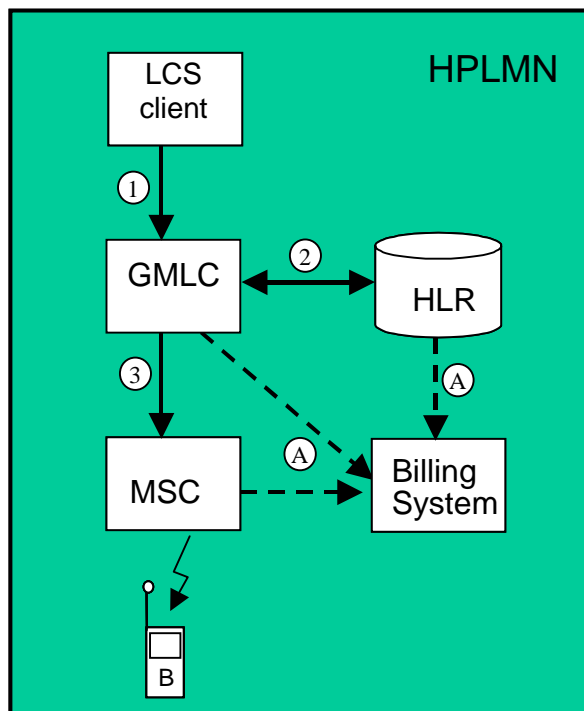 HPLMN
LCS
client
1
GMLC
2
HLR
3
A
A
MSC
Billing
System
B